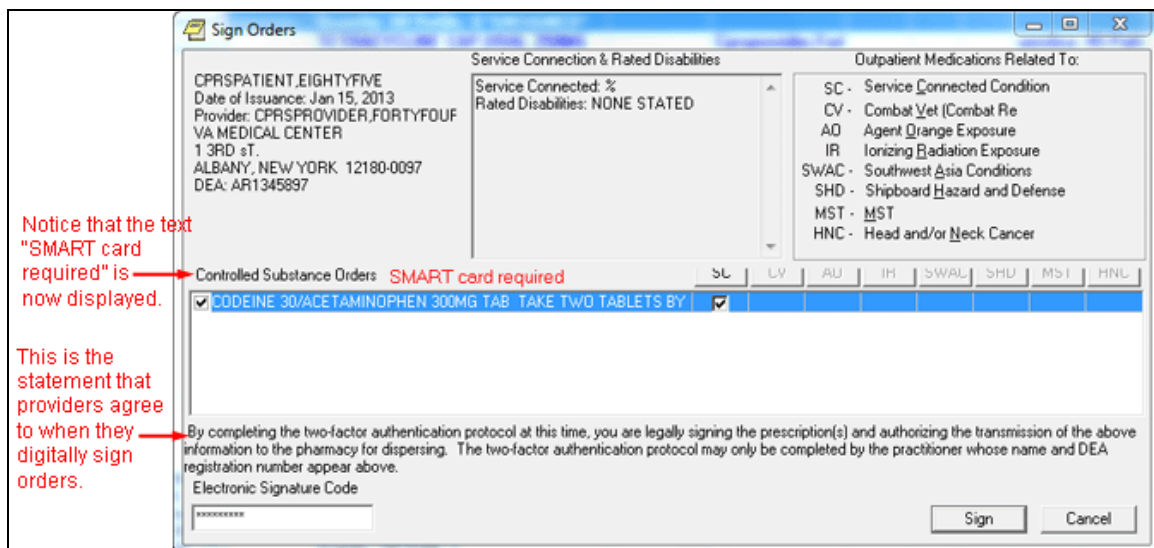 Sign Orders
CPRSPATIENT,EIGHTYFIVE
Date of Issuance: Jan 15, 2013
Provider: CPRSPROVIDER,FORTYFOUF
VA MEDICAL CENTER
1 3RD sT.
ALBANY, NEW YORK 12180-0097
DEA: AR1345897
Service Connection & Rated Disabilities
Service Connected: %
Rated Disabilities: NONE STATED
Outpatient Medications Related To:
SC - Service Connected Condition
CV - Combat Vet (Combat Re
AO Agent Orange Exposure
IR Ionizing Radiation Exposure
SWAC - Southwest Asia Conditions
SHD - Shipboard Hazard and Defense
MST - MST
HNC - Head and/or Neck Cancer
Notice that the text
"SMART card
required" is
now displayed.
Controlled Substance Orders SMART card required SC CV AO IR SWAC SHD MST HNC
CODEINE 30/ACETAMINOPHEN 300MG TAB TAKE TWO TABLETS BY
This is the
statement that
providers agree
to when they
digitally sign
orders.
By completing the two-factor authentication protocol at this time, you are legally signing the prescription(s) and authorizing the transmission of the above
information to the pharmacy for dispersing. The two-factor authentication protocol may only be completed by the practitioner whose name and DEA
registration number appear above.
Electronic Signature Code
*********
Sign Cancel